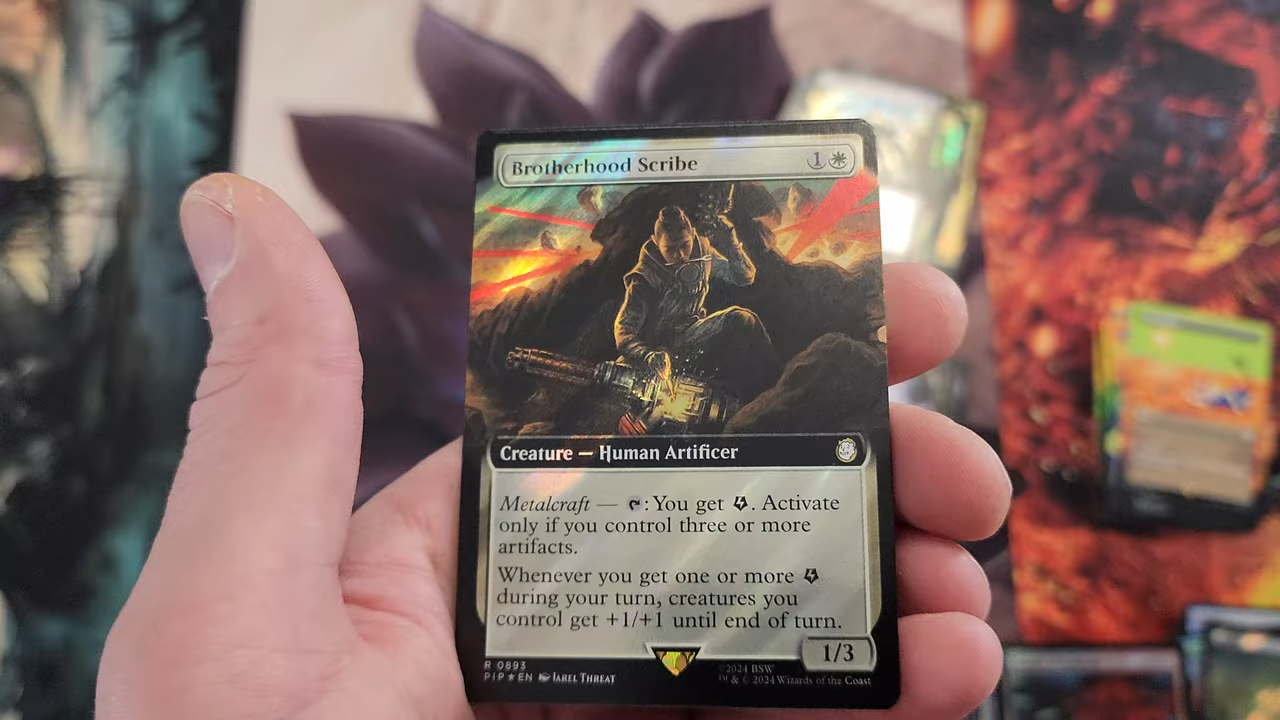 Brotherhood Scribe 1
Creature — Human Artificer
Metalcraft — : You get . Activate
only if you control three or more
artifacts.
Whenever you get one or more
during your turn, creatures you
control get +1/+1 until end of turn.
1/3
R 0893
PIP★EN IAREL THREAT
©2024 BSW
™ & © 2024 Wizards of the Coast